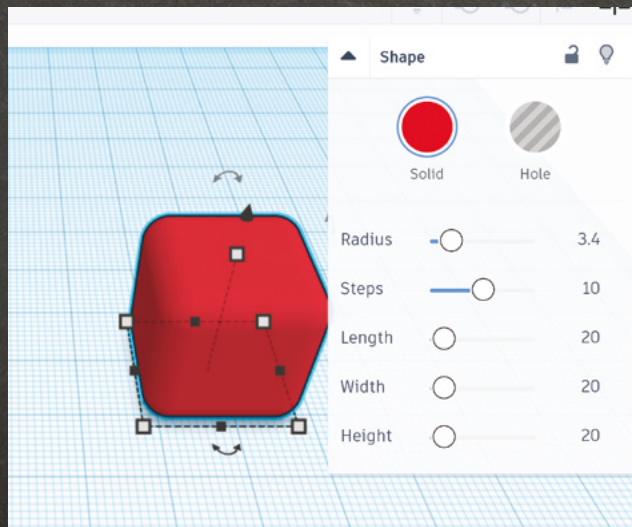 Shape
Solid Hole
Radius 3.4
Steps 10
Length 20
Width 20
Height 20